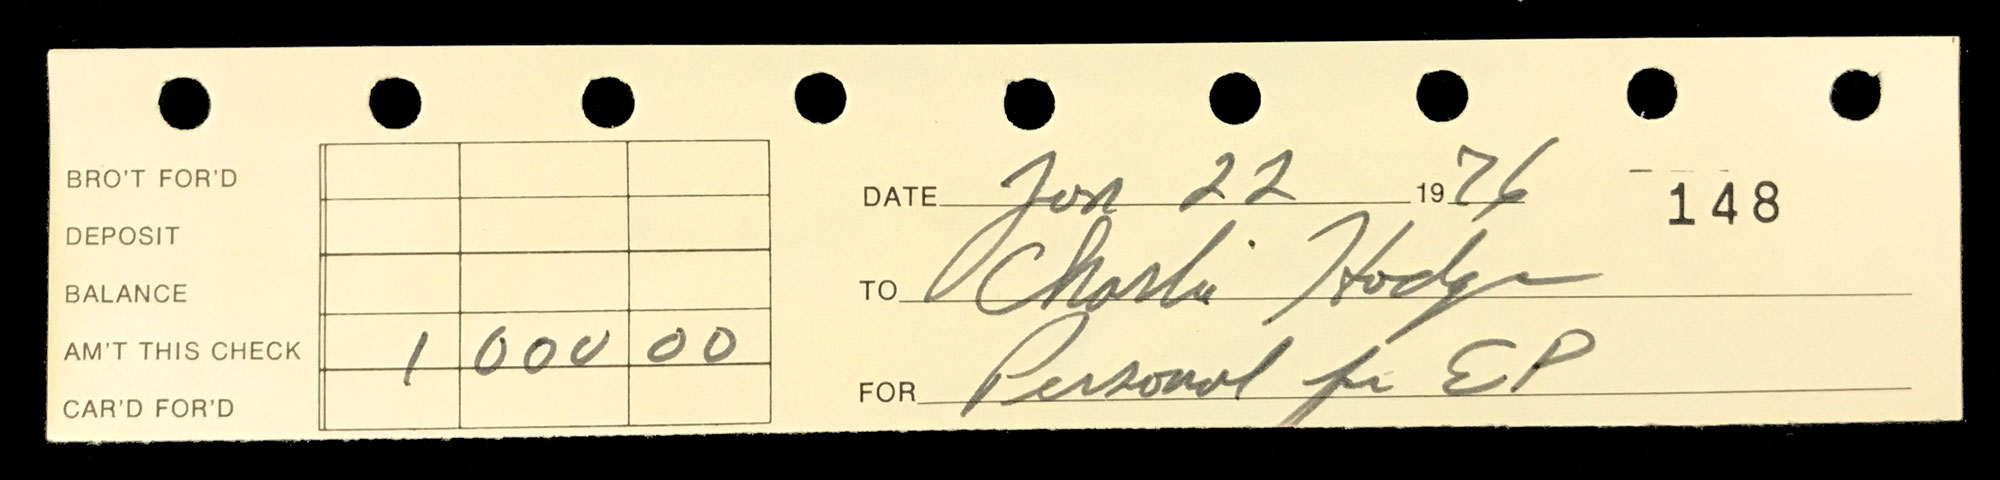 BRO'T FOR'D
DEPOSIT
BALANCE
AM'T THIS CHECK 1 000 00
CAR'D FOR'D
DATE Jan 22 1976 148
TO Charlie Hodge
FOR Personal for EP